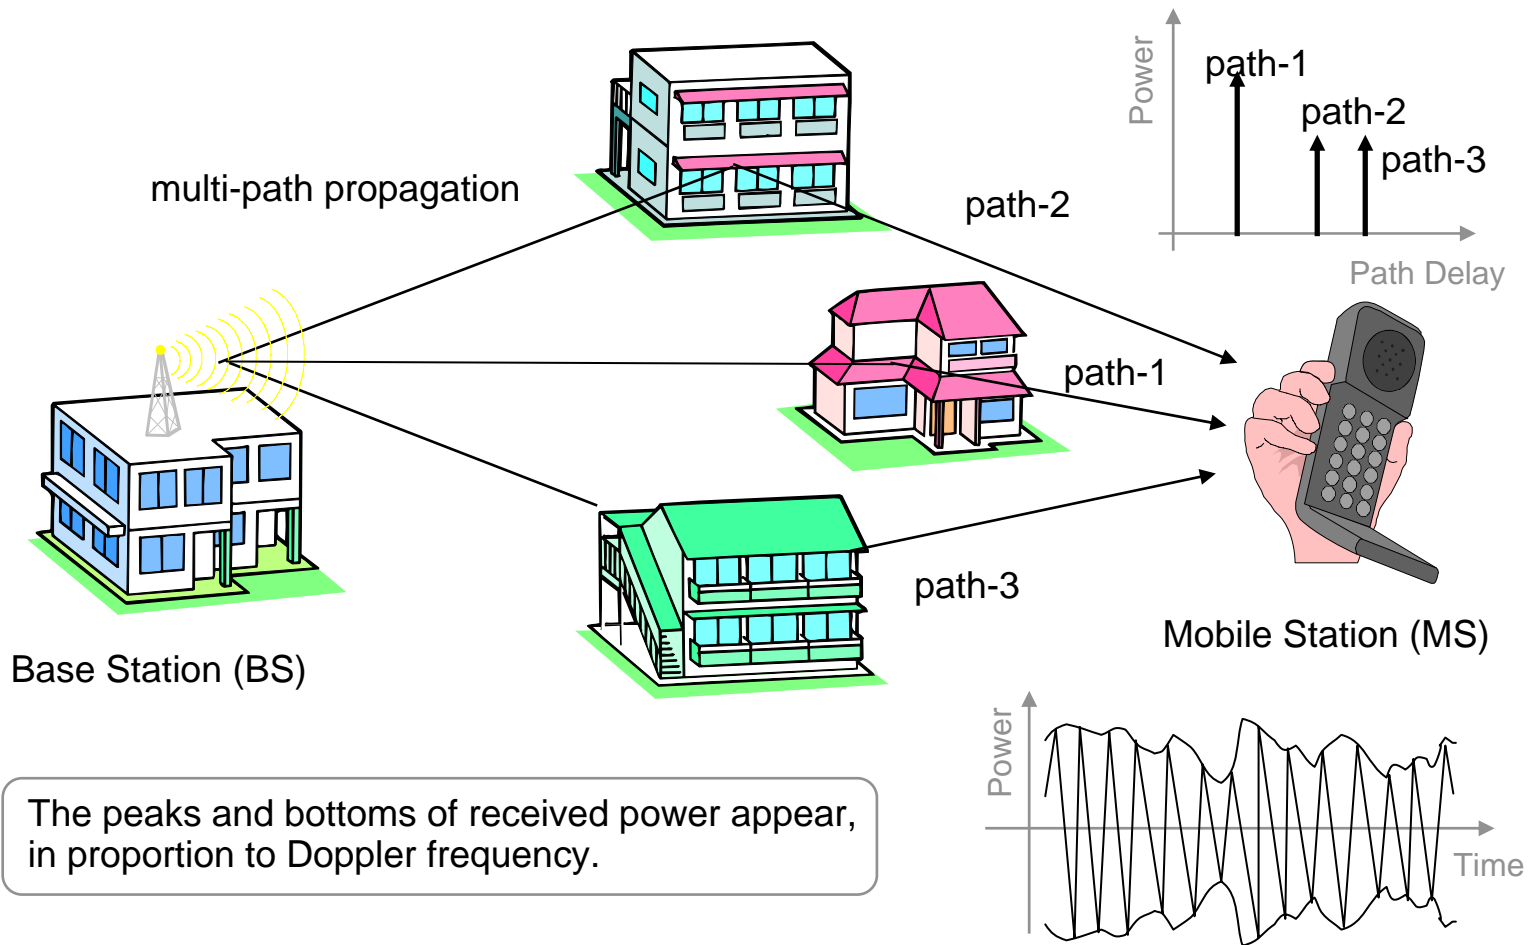 Power
path-1
path-2
path-3
Path Delay
multi-path propagation
path-2
path-1
path-3
Base Station (BS)
Mobile Station (MS)
The peaks and bottoms of received power appear,
in proportion to Doppler frequency.
Power
Time